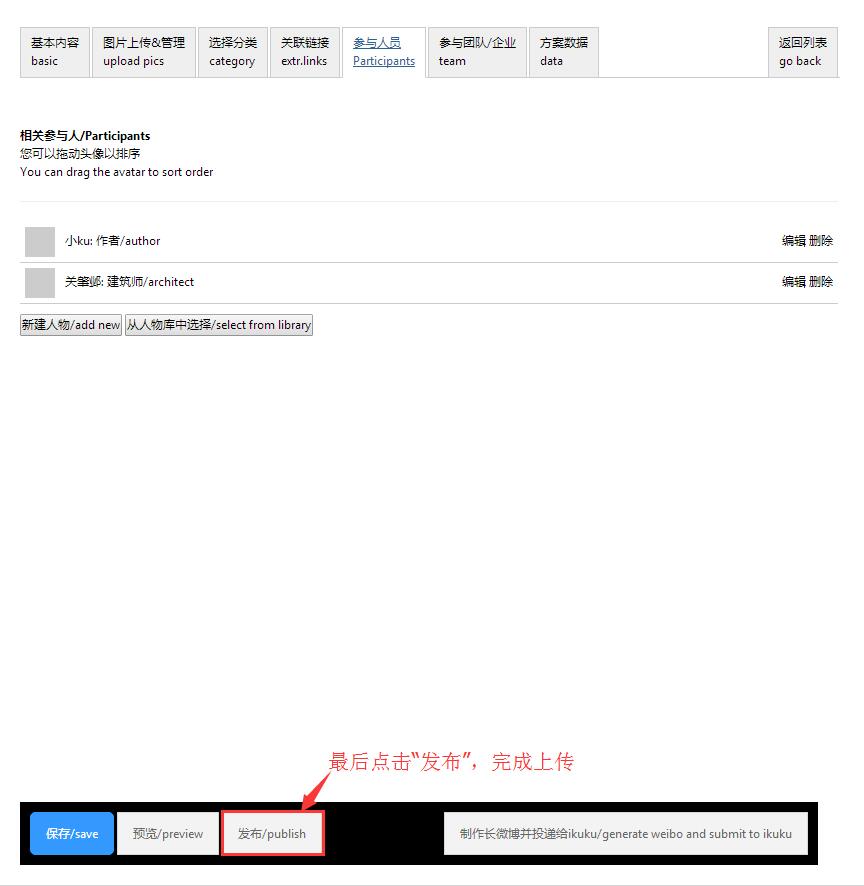 基本内容 图片上传&管理 选择分类 关联链接 参与人员 参与团队/企业 方案数据 返回列表
basic upload pics category extr.links Participants team data go back
相关参与人/Participants
您可以拖动头像以排序
You can drag the avatar to sort order
小ku: 作者/author 编辑 删除
关肇邺: 建筑师/architect 编辑 删除
新建人物/add new 从人物库中选择/select from library
最后点击“发布”，完成上传
保存/save 预览/preview 发布/publish 制作长微博并投递给ikuku/generate weibo and submit to ikuku